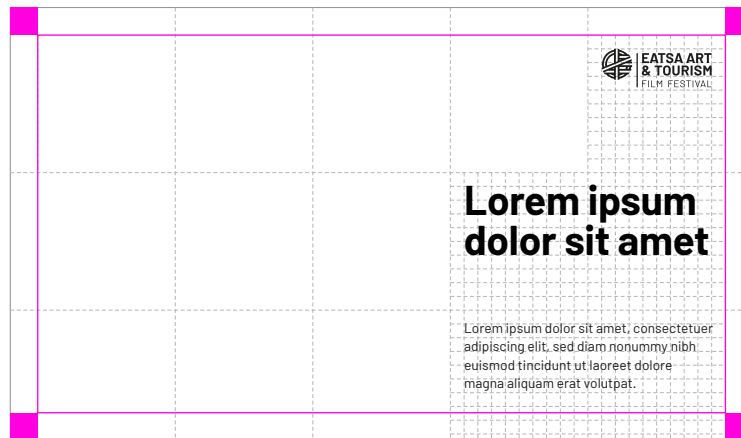 EATSA ART
& TOURISM
FILM FESTIVAL
Lorem ipsum
dolor sit amet
Lorem ipsum dolor sit amet, consectetuer
adipiscing elit, sed diam nonummy nibh
euismod tincidunt ut laoreet dolore
magna aliquam erat volutpat.